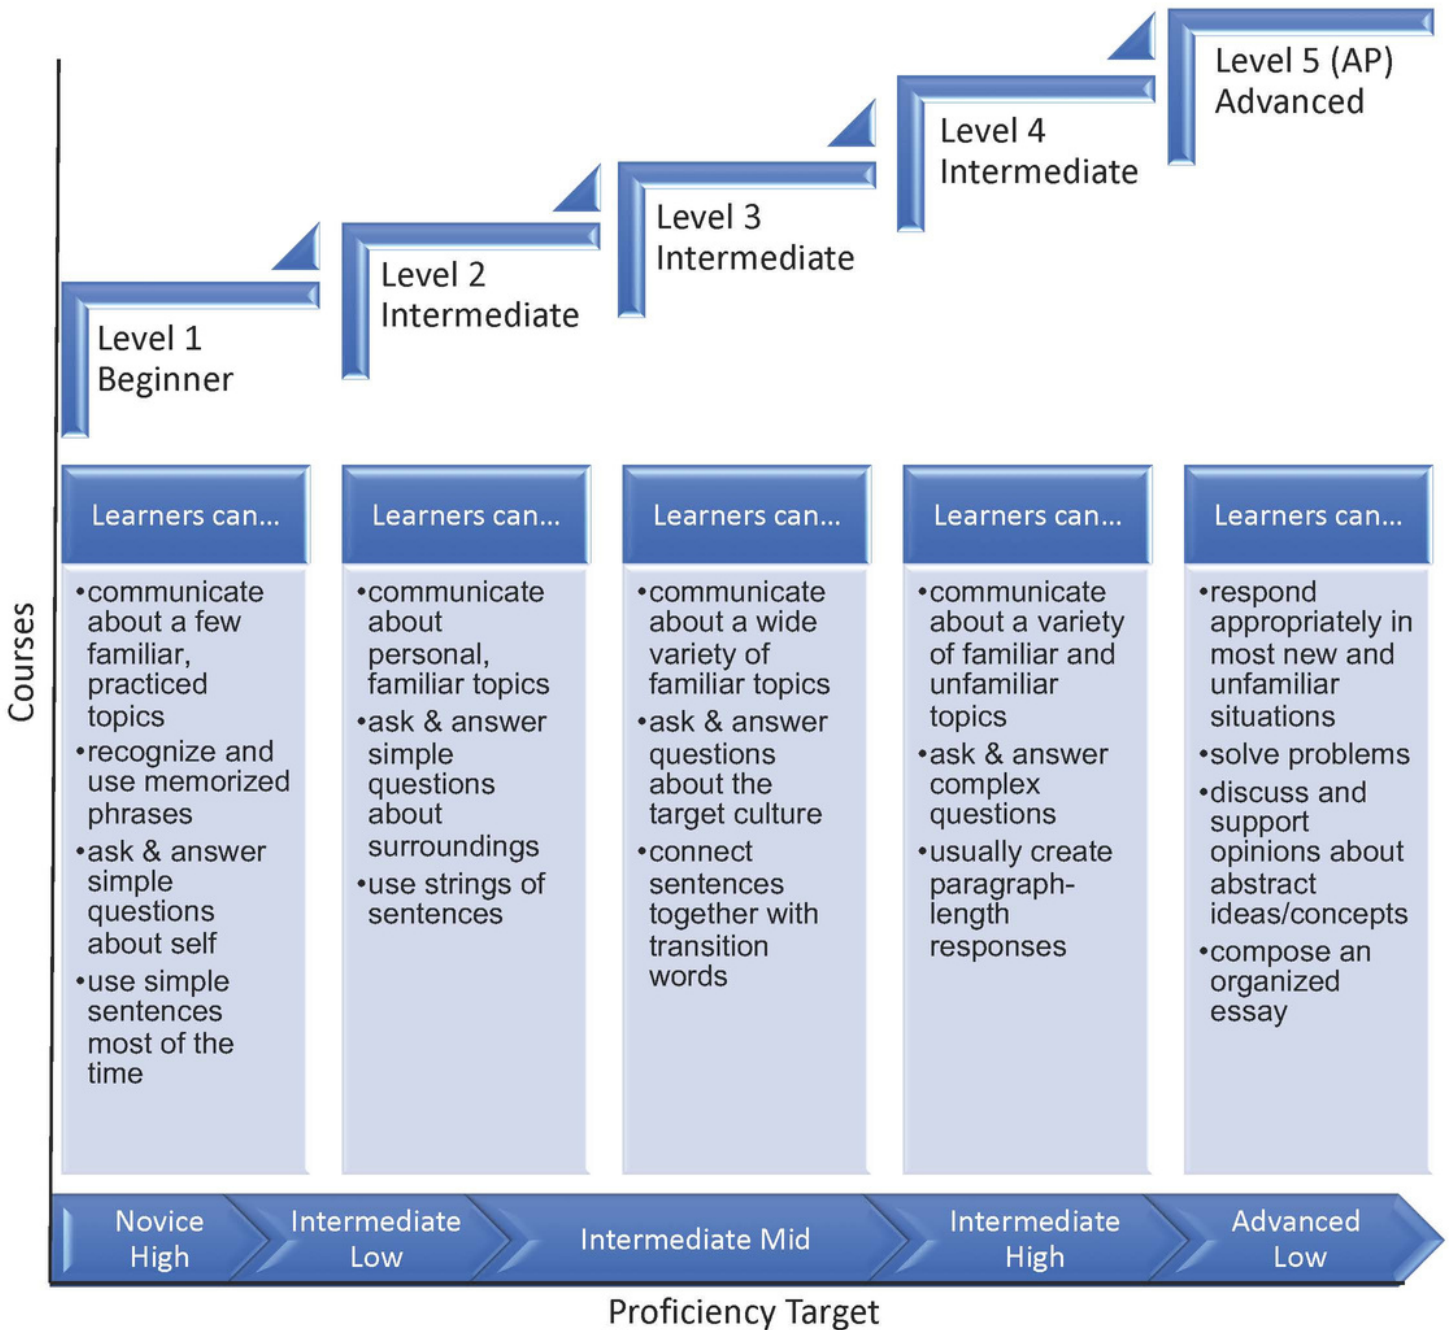 Level 5 (AP)
Advanced
Level 4
Intermediate
Level 3
Intermediate
Level 2
Intermediate
Level 1
Beginner
Courses
Learners can...
•communicate
about a few
familiar,
practiced
topics
•recognize and
use memorized
phrases
•ask & answer
simple
questions
about self
•use simple
sentences
most of the
time
Learners can...
•communicate
about
personal,
familiar topics
•ask & answer
simple
questions
about
surroundings
•use strings of
sentences
Learners can...
•communicate
about a wide
variety of
familiar topics
•ask & answer
questions
about the
target culture
•connect
sentences
together with
transition
words
Learners can...
•communicate
about a variety
of familiar and
unfamiliar
topics
•ask & answer
complex
questions
•usually create
paragraph-
length
responses
Learners can...
•respond
appropriately in
most new and
unfamiliar
situations
•solve problems
•discuss and
support
opinions about
abstract
ideas/concepts
•compose an
organized
essay
Novice
High
Intermediate
Low
Intermediate Mid
Intermediate
High
Advanced
Low
Proficiency Target